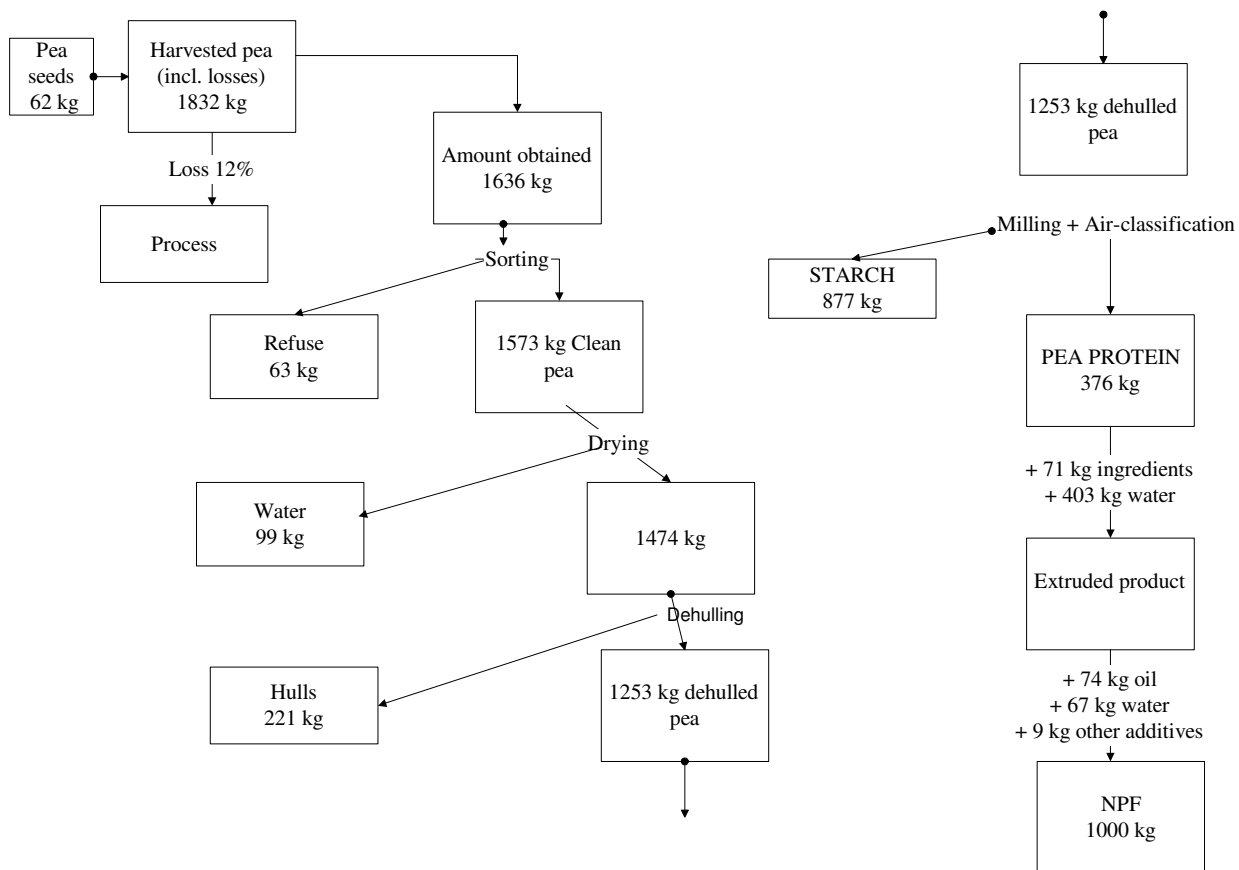 Pea
seeds
62 kg
Harvested pea
(incl. losses)
1832 kg
Loss 12%
Process
Amount obtained
1636 kg
Sorting
Refuse
63 kg
1573 kg Clean
pea
Drying
Water
99 kg
1474 kg
Dehulling
Hulls
221 kg
1253 kg dehulled
pea
1253 kg dehulled
pea
Milling + Air-classification
STARCH
877 kg
PEA PROTEIN
376 kg
+ 71 kg ingredients
+ 403 kg water
Extruded product
+ 74 kg oil
+ 67 kg water
+ 9 kg other additives
NPF
1000 kg